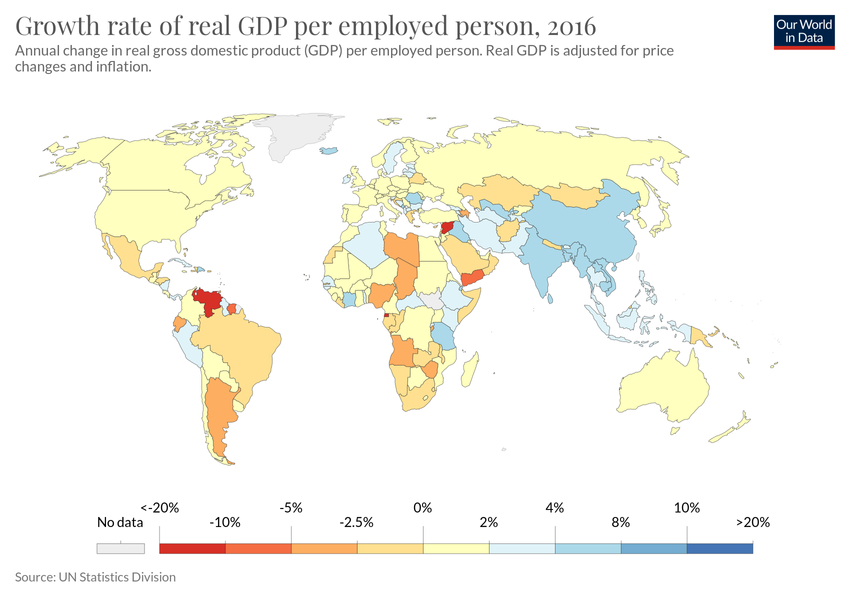 Growth rate of real GDP per employed person, 2016
Our World
in Data
Annual change in real gross domestic product (GDP) per employed person. Real GDP is adjusted for price
changes and inflation.
<-20% -5% 0% 4% 10%
No data -10% -2.5% 2% 8% >20%
Source: UN Statistics Division